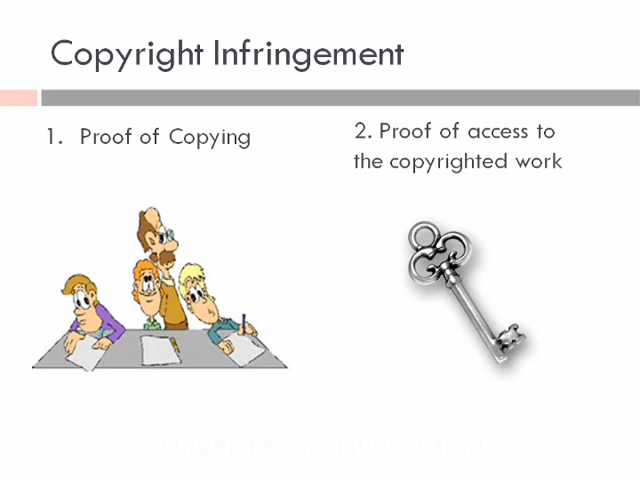 Copyright Infringement
1. Proof of Copying
2. Proof of access to
the copyrighted work
Under federal jurisdiction